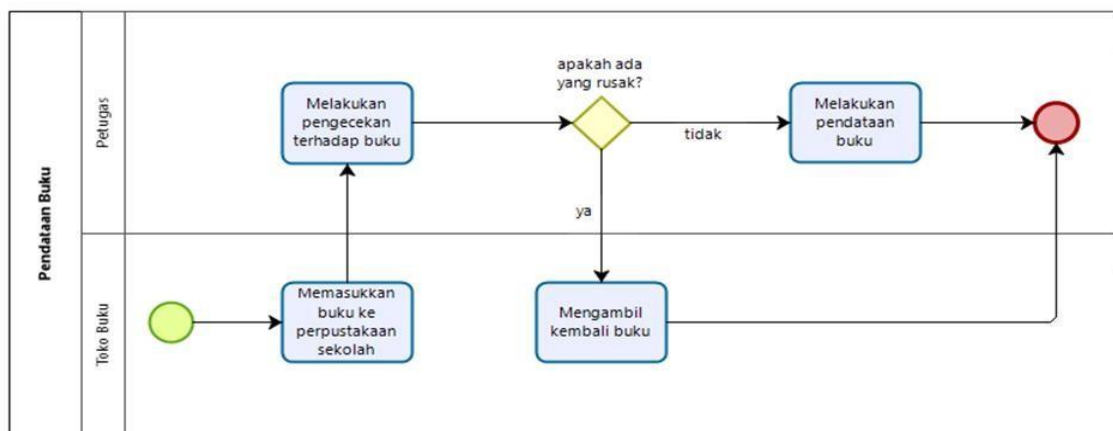 Pendataan Buku
Petugas
Melakukan
pengecekan
terhadap buku
apakah ada
yang rusak?
tidak
Melakukan
pendataan
buku
ya
Toko Buku
Memasukkan
buku ke
perpustakaan
sekolah
Mengambil
kembali buku